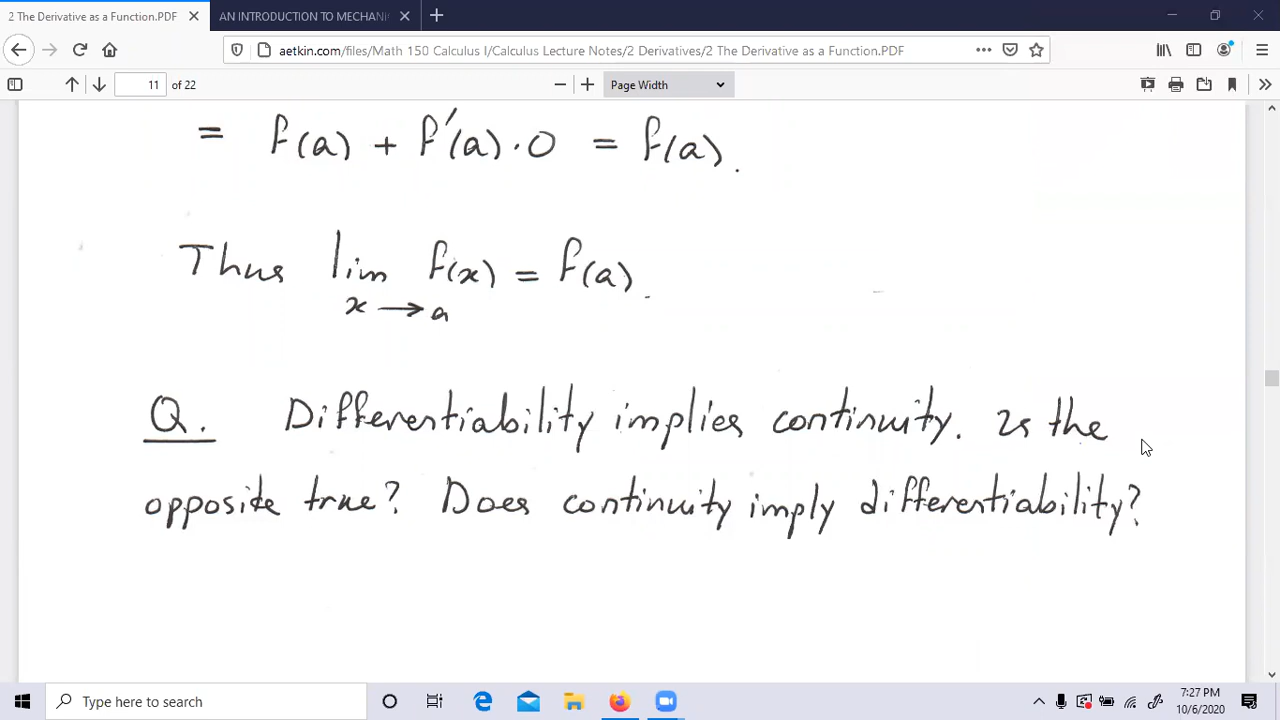 2 The Derivative as a Function.PDF
AN INTRODUCTION TO MECHANI
aetkin.com/files/Math 150 Calculus I/Calculus Lecture Notes/2 Derivatives/2 The Derivative as a Function.PDF
11 of 22
Page Width
= f(a) + f'(a) · 0 = f(a).
Thus lim f(x) = f(a).
x → a
Q. Differentiability implies continuity. Is the
opposite true? Does continuity imply differentiability?
Type here to search
7:27 PM
10/6/2020